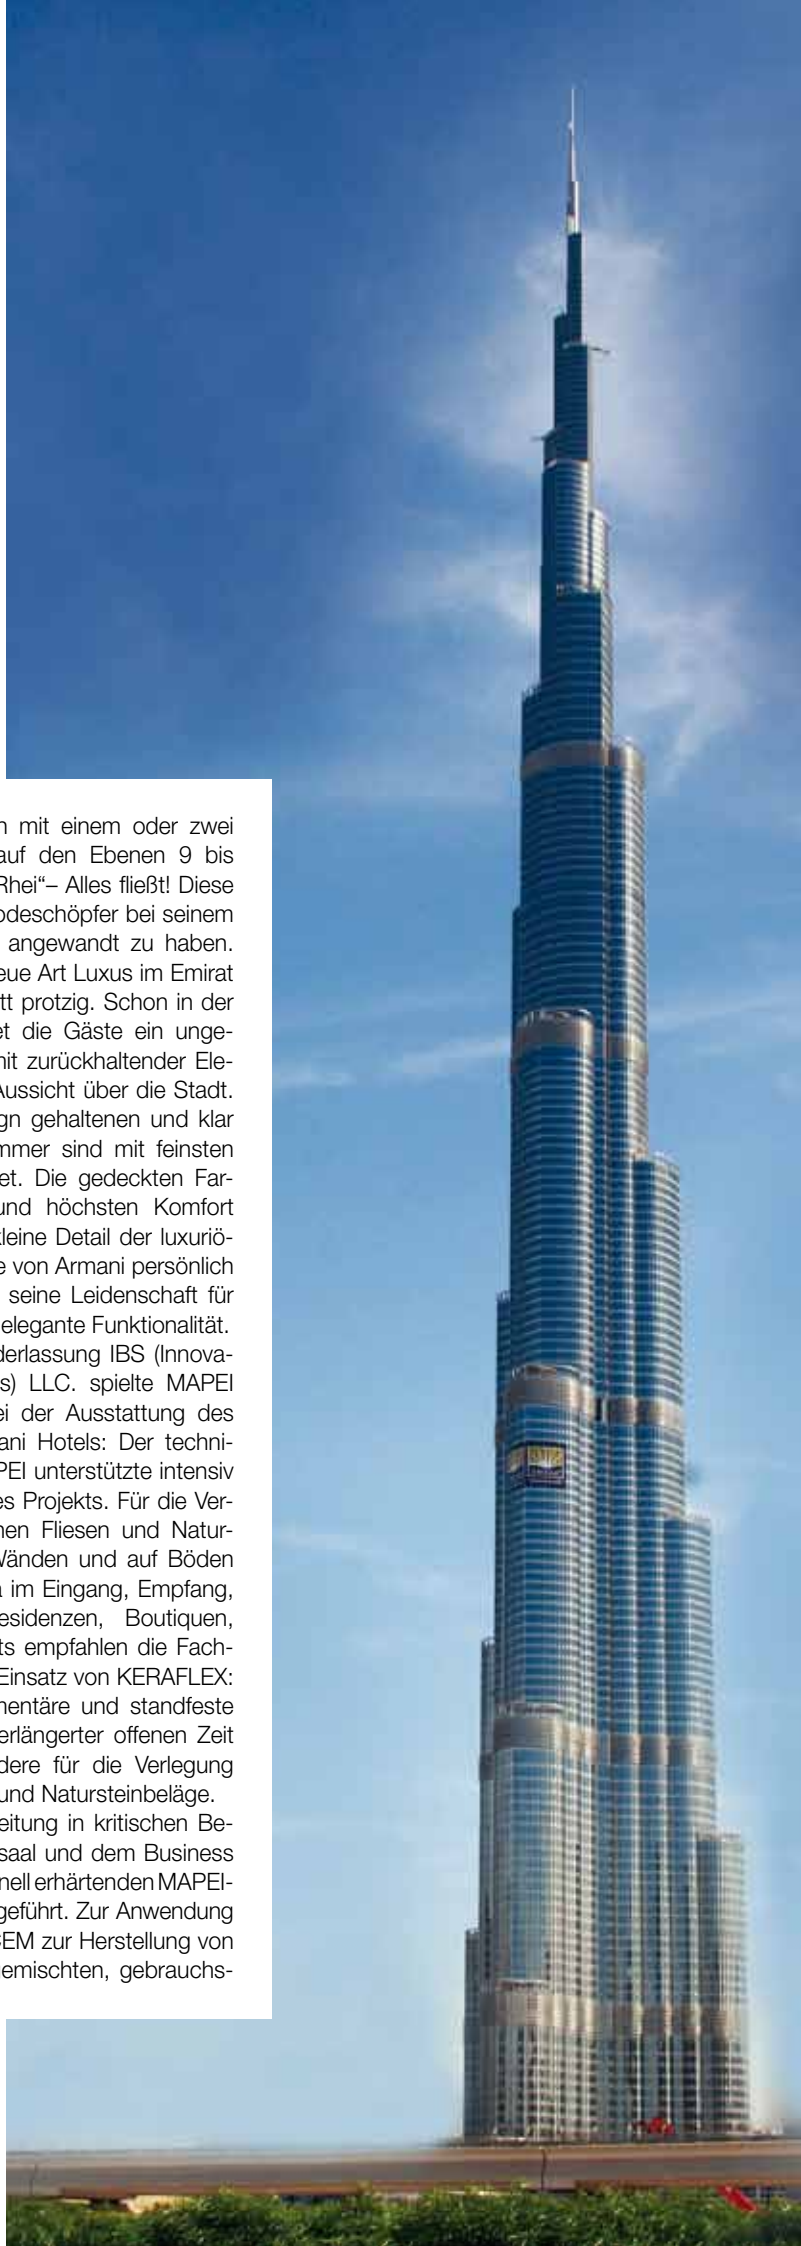 n mit einem oder zwei
auf den Ebenen 9 bis
Rhei“– Alles fließt! Diese
odeschöpfer bei seinem
angewandt zu haben.
eue Art Luxus im Emirat
tt protzig. Schon in der
et die Gäste ein unge-
nit zurückhaltender Ele-
Aussicht über die Stadt.
gn gehaltenen und klar
mmer sind mit feinsten
et. Die gedeckten Far-
und höchsten Komfort
kleine Detail der luxuriö-
e von Armani persönlich
seine Leidenschaft für
elegante Funktionalität.
derlassung IBS (Innova-
s) LLC. spielte MAPEI
ei der Ausstattung des
ani Hotels: Der techni-
PEI unterstützte intensiv
es Projekts. Für die Ver-
hen Fliesen und Natur-
Wänden und auf Böden
a im Eingang, Empfang,
esidenzen, Boutiquen,
ts empfahlen die Fach-
Einsatz von KERAFLEX:
mentäre und standfeste
erlängerter offenen Zeit
dere für die Verlegung
und Natursteinbeläge.
eitung in kritischen Be-
saal und dem Business
nell erhärtenden MAPEI-
geführt. Zur Anwendung
CEM zur Herstellung von
emischten, gebrauchs-